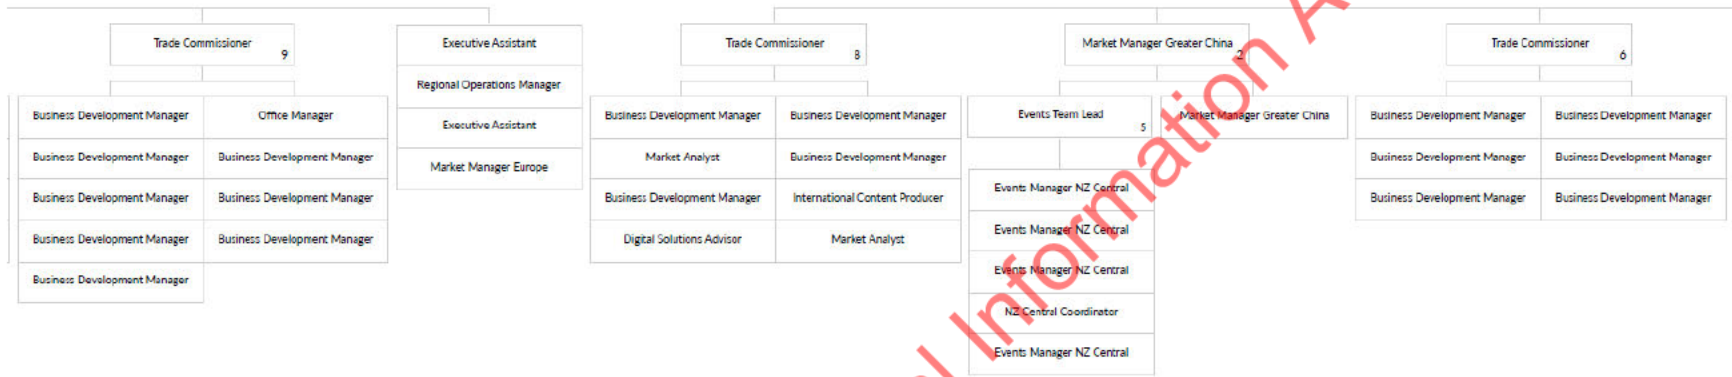 Trade Commissioner
9
Business Development Manager
Office Manager
Business Development Manager
Business Development Manager
Business Development Manager
Business Development Manager
Business Development Manager
Business Development Manager
Business Development Manager
Executive Assistant
Regional Operations Manager
Executive Assistant
Market Manager Europe
Trade Commissioner
8
Business Development Manager
Business Development Manager
Market Analyst
Business Development Manager
Business Development Manager
International Content Producer
Digital Solutions Advisor
Market Analyst
Market Manager Greater China
2
Events Team Lead
5
Market Manager Greater China
Events Manager NZ Central
Events Manager NZ Central
Events Manager NZ Central
NZ Central Coordinator
Events Manager NZ Central
Trade Commissioner
6
Business Development Manager
Business Development Manager
Business Development Manager
Business Development Manager
Business Development Manager
Business Development Manager
Information